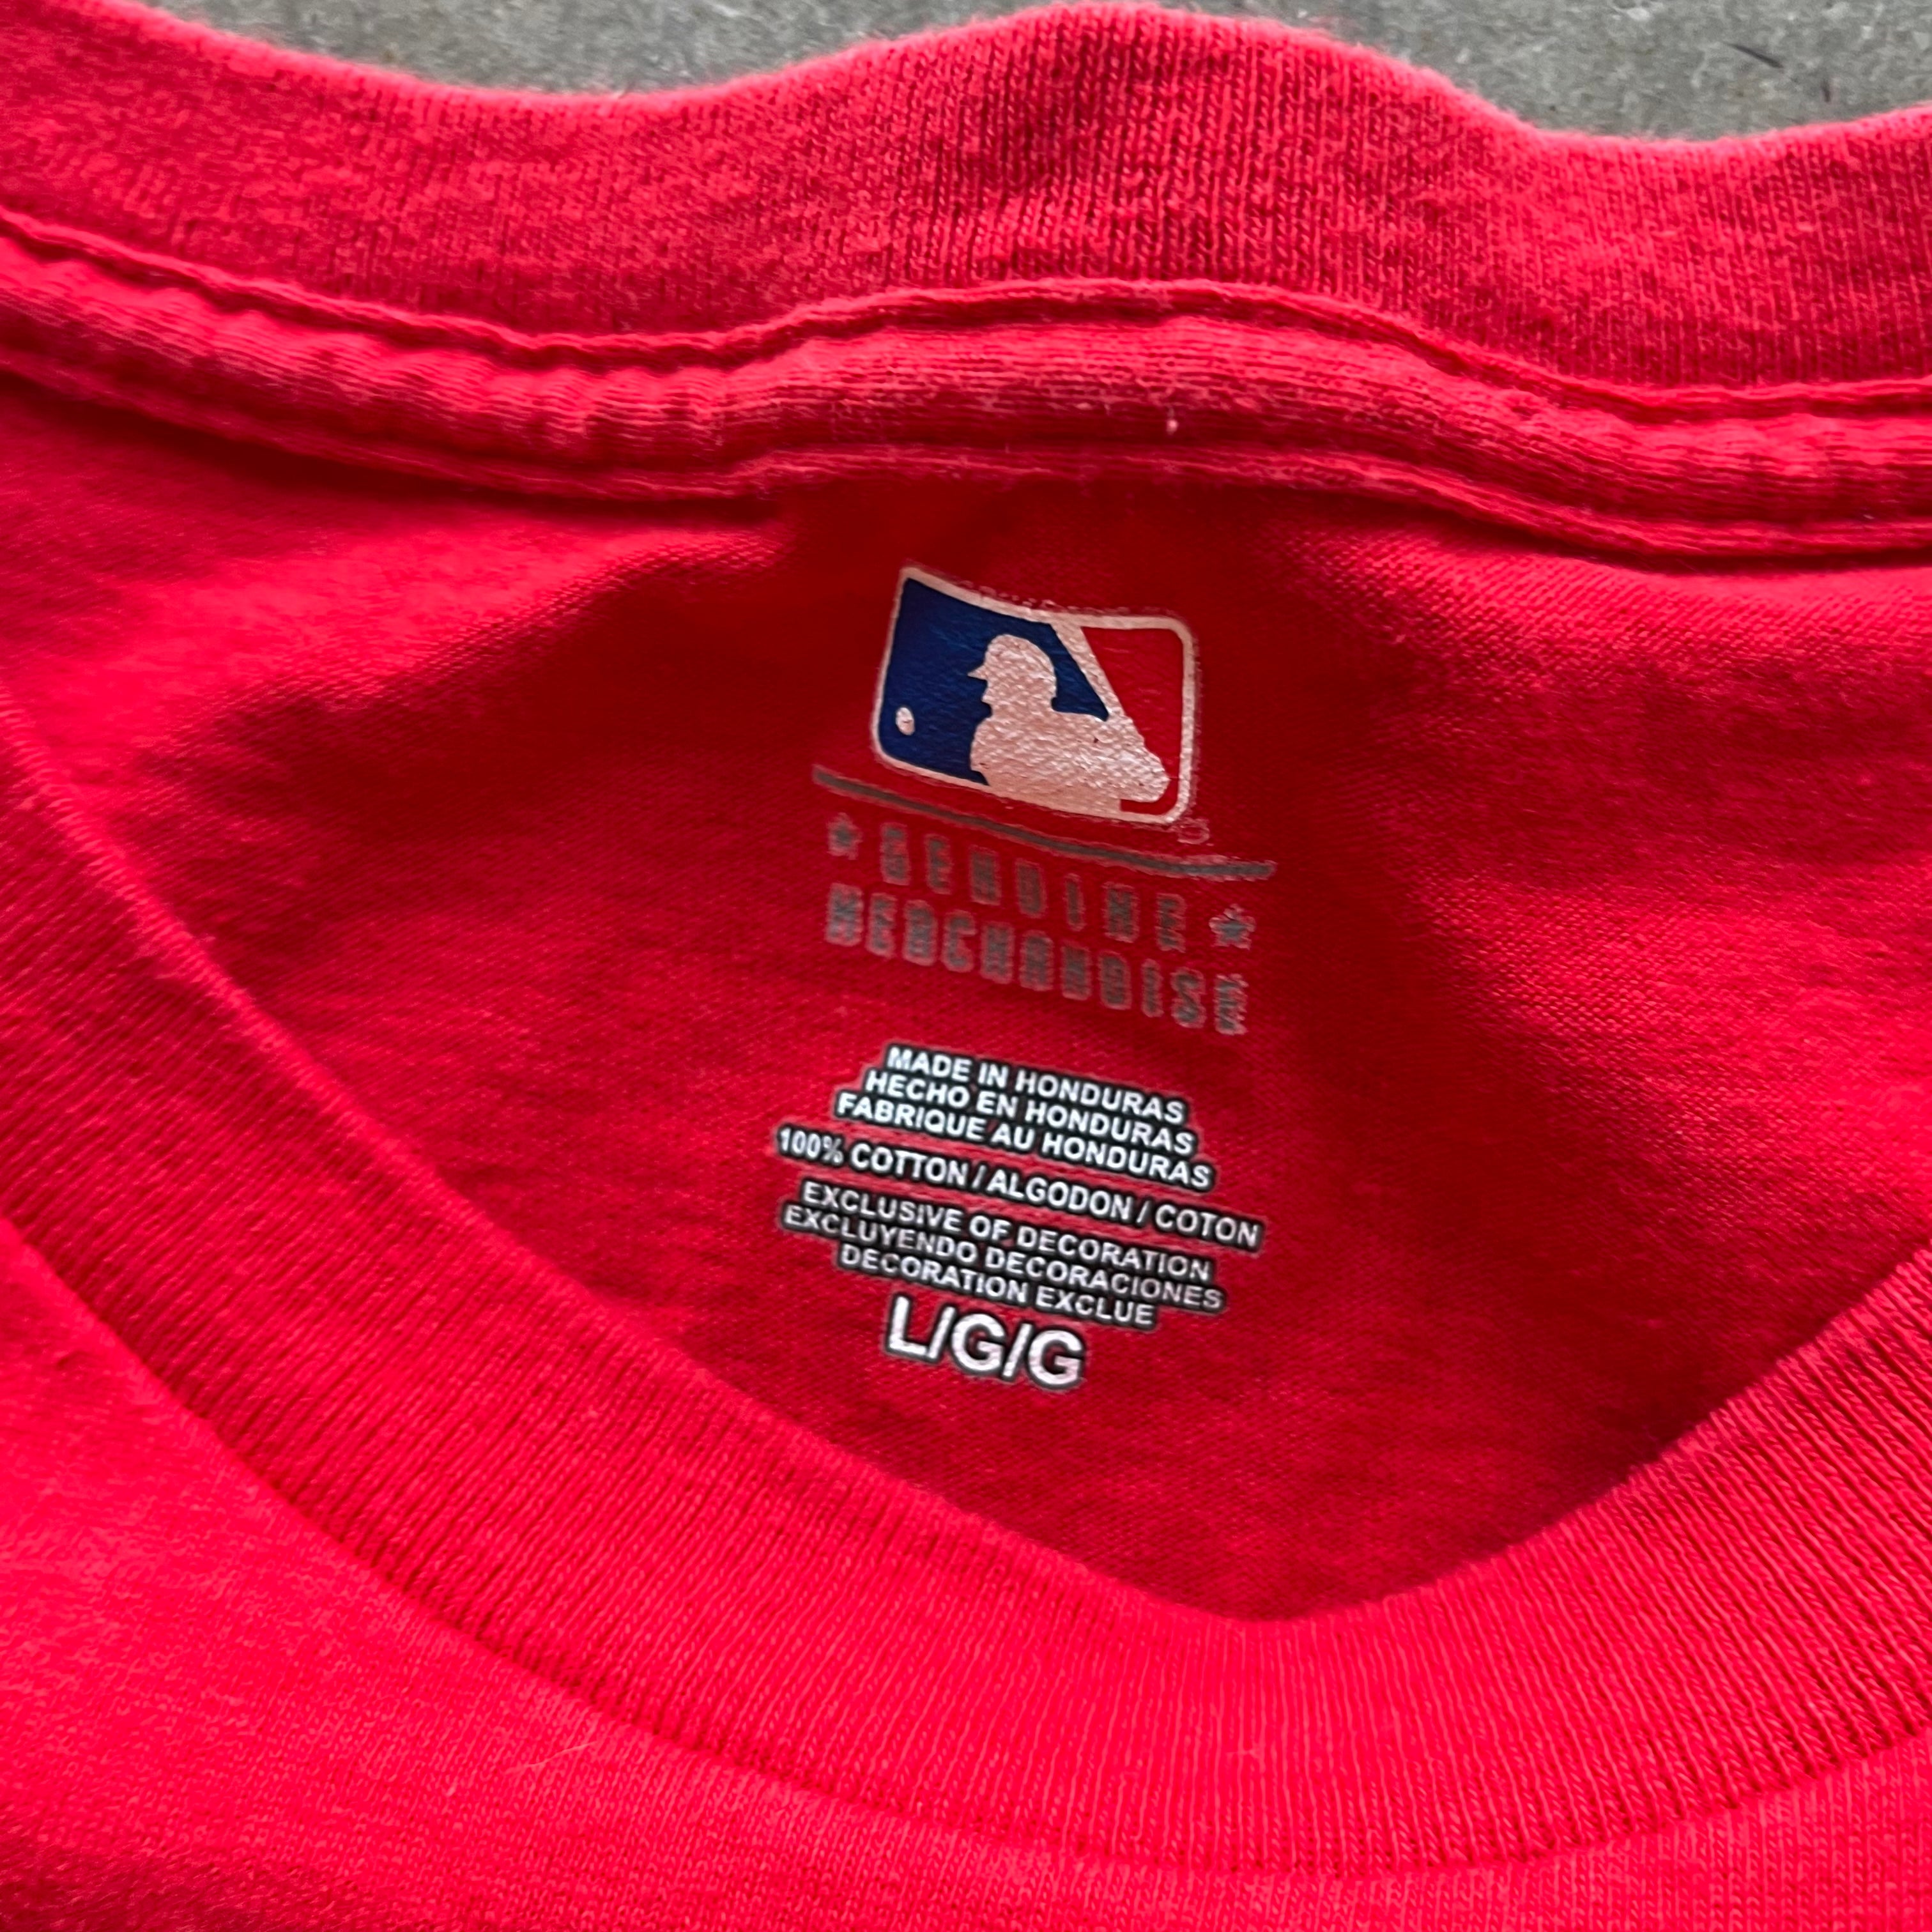 GENUINE
MERCHANDISE
MADE IN HONDURAS
HECHO EN HONDURAS
FABRIQUE AU HONDURAS
100% COTTON / ALGODON / COTON
EXCLUSIVE OF DECORATION
EXCLUYENDO DECORACIONES
DECORATION EXCLUE
L/G/G